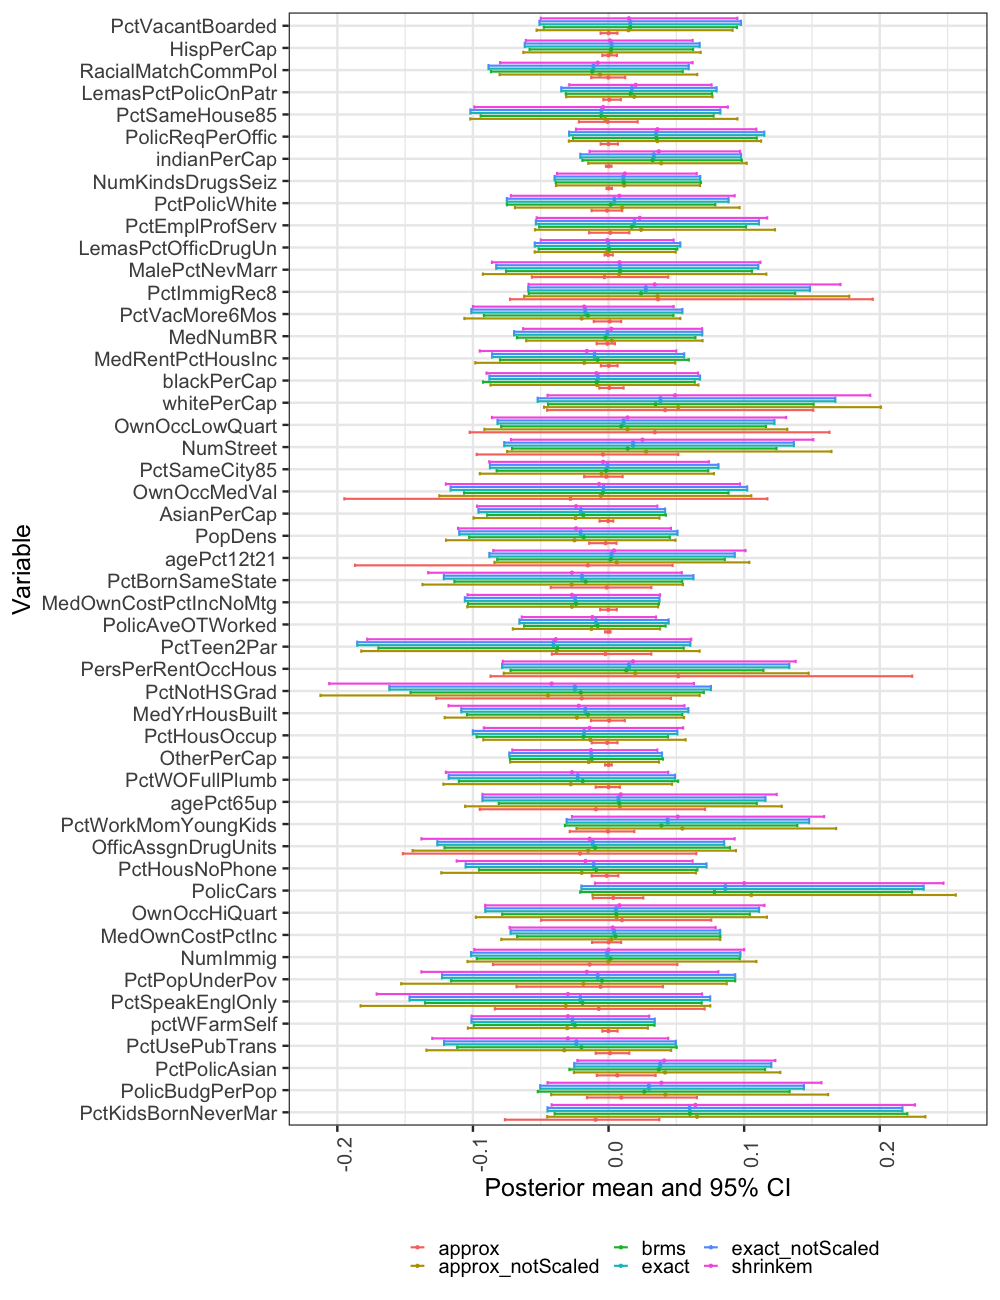 PctVacantBoarded
HispPerCap
RacialMatchCommPol
LemasPctPolicOnPatr
PctSameHouse85
PolicReqPerOffic
indianPerCap
NumKindsDrugsSeiz
PctPolicWhite
PctEmplProfServ
LemasPctOfficDrugUn
MalePctNevMarr
PctImmigRec8
PctVacMore6Mos
MedNumBR
MedRentPctHousInc
blackPerCap
whitePerCap
OwnOccLowQuart
NumStreet
PctSameCity85
OwnOccMedVal
AsianPerCap
PopDens
agePct12t21
PctBornSameState
MedOwnCostPctIncNoMtg
PolicAveOTWorked
PctTeen2Par
PersPerRentOccHous
PctNotHSGrad
MedYrHousBuilt
PctHousOccup
OtherPerCap
PctWOFullPlumb
agePct65up
PctWorkMomYoungKids
OfficAssgnDrugUnits
PctHousNoPhone
PolicCars
OwnOccHiQuart
MedOwnCostPctInc
NumImmig
PctPopUnderPov
PctSpeakEnglOnly
pctWFarmSelf
PctUsePubTrans
PctPolicAsian
PolicBudgPerPop
PctKidsBornNeverMar
Variable
-0.2 -0.1 0.0 0.1 0.2
Posterior mean and 95% CI
approx brms exact_notScaled
approx_notScaled exact shrinkem